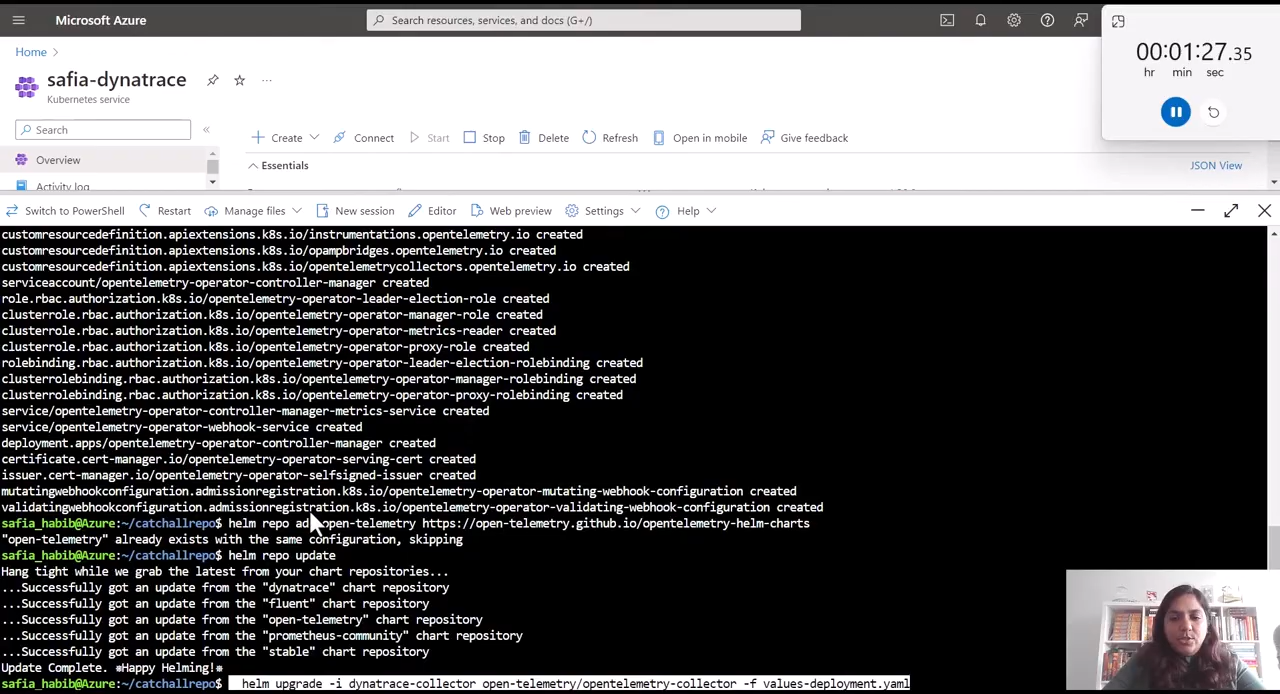 Microsoft Azure
Search resources, services, and docs (G+/)
00:01:27.35
hr min sec
Home >
safia-dynatrace
Kubernetes service
Search
Create
Connect
Start
Stop
Delete
Refresh
Open in mobile
Give feedback
Overview
Essentials
JSON View
Activity log
Switch to PowerShell
Restart
Manage files
New session
Editor
Web preview
Settings
Help
customresourcedefinition.apiextensions.k8s.io/instrumentations.opentelemetry.io created
customresourcedefinition.apiextensions.k8s.io/opampbridges.opentelemetry.io created
customresourcedefinition.apiextensions.k8s.io/opentelemetrycollectors.opentelemetry.io created
serviceaccount/opentelemetry-operator-controller-manager created
role.rbac.authorization.k8s.io/opentelemetry-operator-leader-election-role created
clusterrole.rbac.authorization.k8s.io/opentelemetry-operator-manager-role created
clusterrole.rbac.authorization.k8s.io/opentelemetry-operator-metrics-reader created
clusterrole.rbac.authorization.k8s.io/opentelemetry-operator-proxy-role created
rolebinding.rbac.authorization.k8s.io/opentelemetry-operator-leader-election-rolebinding created
clusterrolebinding.rbac.authorization.k8s.io/opentelemetry-operator-manager-rolebinding created
clusterrolebinding.rbac.authorization.k8s.io/opentelemetry-operator-proxy-rolebinding created
service/opentelemetry-operator-controller-manager-metrics-service created
service/opentelemetry-operator-webhook-service created
deployment.apps/opentelemetry-operator-controller-manager created
certificate.cert-manager.io/opentelemetry-operator-serving-cert created
issuer.cert-manager.io/opentelemetry-operator-selfsigned-issuer created
mutatingwebhookconfiguration.admissionregistration.k8s.io/opentelemetry-operator-mutating-webhook-configuration created
validatingwebhookconfiguration.admissionregistration.k8s.io/opentelemetry-operator-validating-webhook-configuration created
safia_habib@Azure:~/catchallrepo$ helm repo add open-telemetry https://open-telemetry.github.io/opentelemetry-helm-charts
"open-telemetry" already exists with the same configuration, skipping
safia_habib@Azure:~/catchallrepo$ helm repo update
Hang tight while we grab the latest from your chart repositories...
...Successfully got an update from the "dynatrace" chart repository
...Successfully got an update from the "fluent" chart repository
...Successfully got an update from the "open-telemetry" chart repository
...Successfully got an update from the "prometheus-community" chart repository
...Successfully got an update from the "stable" chart repository
Update Complete. ⎈Happy Helming!⎈
safia_habib@Azure:~/catchallrepo$ helm upgrade -i dynatrace-collector open-telemetry/opentelemetry-collector -f values-deployment.yaml